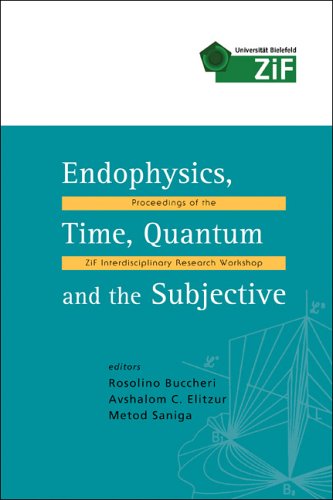 Universität Bielefeld
ZiF
Endophysics,
Proceedings of the
Time, Quantum
ZiF Interdisciplinary Research Workshop
and the Subjective
editors
Rosolino Buccheri
Avshalom C. Elitzur
Metod Saniga